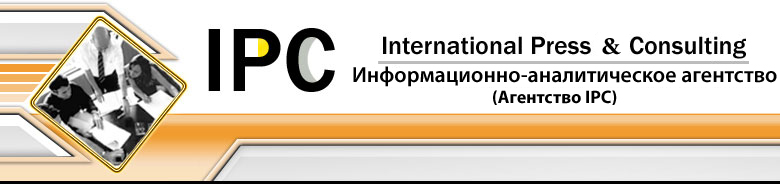 IPC
International Press & Consulting
Информационно-аналитическое агентство
(Агентство IPC)